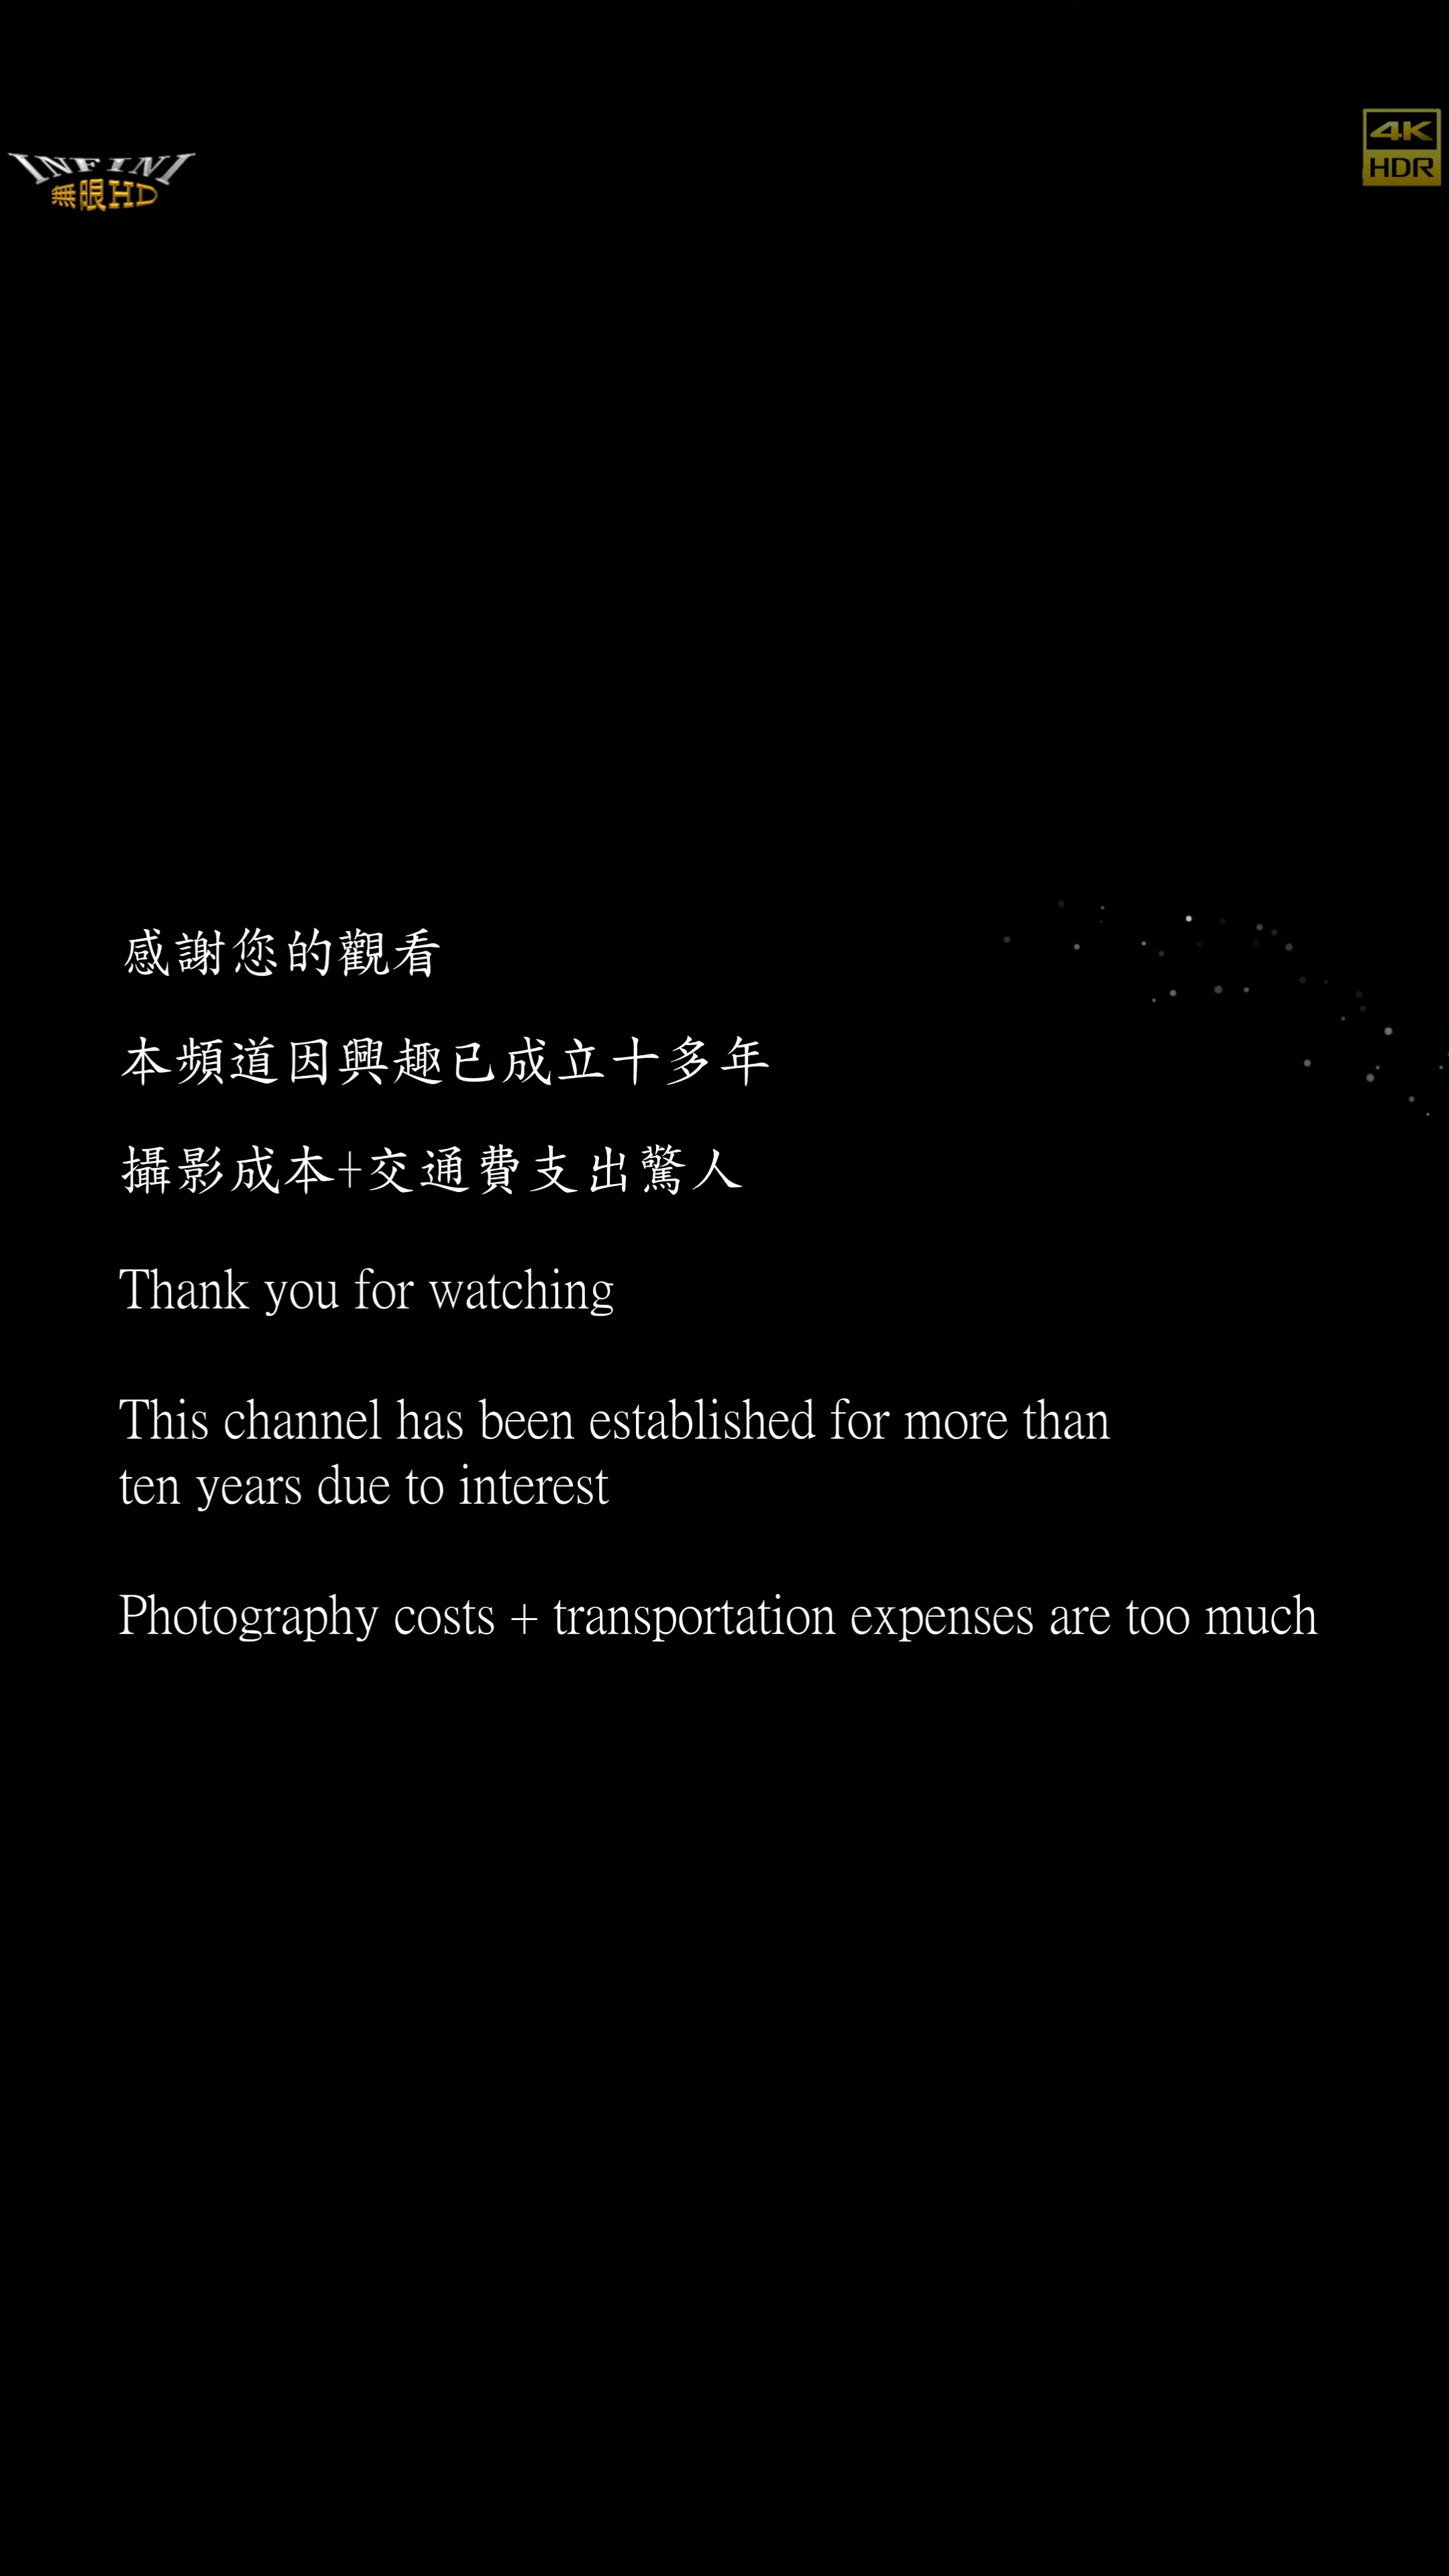 INFINI
無限HD
4K
HDR
感謝您的觀看
本頻道因興趣已成立十多年
攝影成本+交通費支出驚人
Thank you for watching
This channel has been established for more than
ten years due to interest
Photography costs + transportation expenses are too much